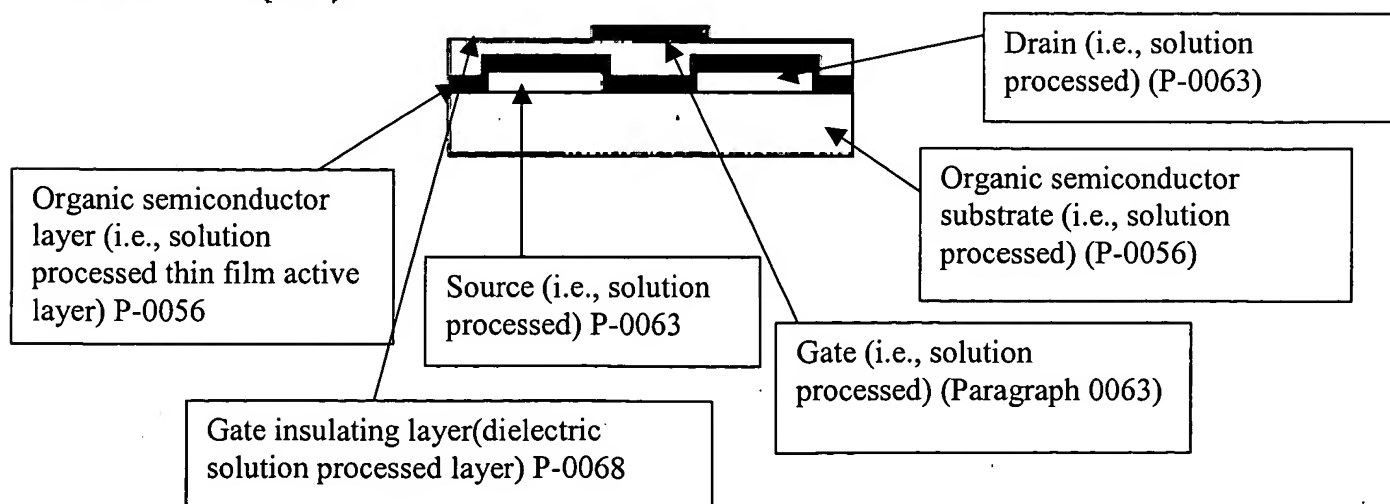 Drain (i.e., solution
processed) (P-0063)
Organic semiconductor
layer (i.e., solution
processed thin film active
layer) P-0056
Source (i.e., solution
processed) P-0063
Organic semiconductor
substrate (i.e., solution
processed) (P-0056)
Gate (i.e., solution
processed) (Paragraph 0063)
Gate insulating layer(dielectric
solution processed layer) P-0068